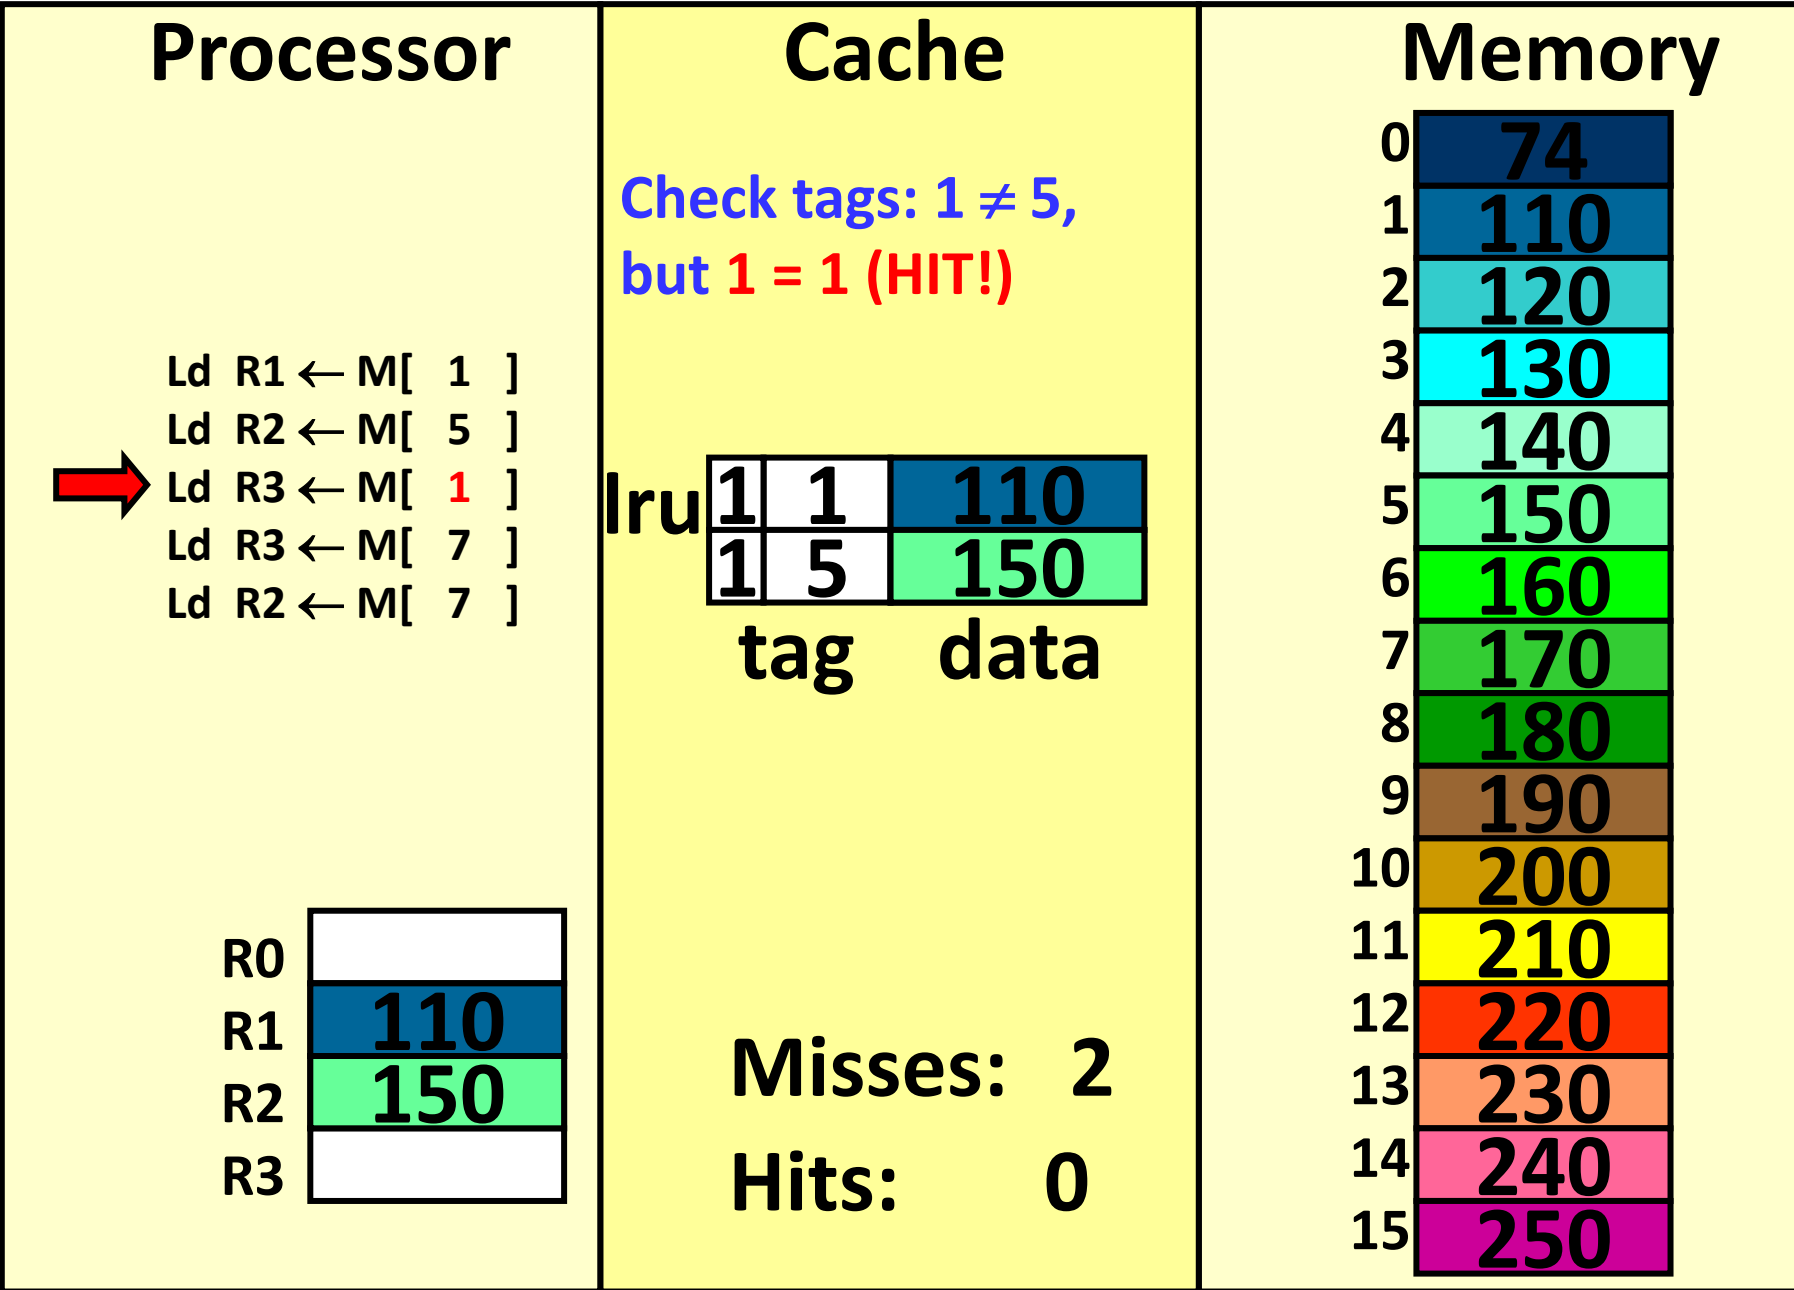 Processor
Ld R1 ← M[ 1 ]
Ld R2 ← M[ 5 ]
Ld R3 ← M[ 1 ]
Ld R3 ← M[ 7 ]
Ld R2 ← M[ 7 ]
R0
R1 110
R2 150
R3
Cache
Check tags: 1 ≠ 5,
but 1 = 1 (HIT!)
lru
1 1 110
1 5 150
tag data
Misses: 2
Hits: 0
Memory
0 74
1 110
2 120
3 130
4 140
5 150
6 160
7 170
8 180
9 190
10 200
11 210
12 220
13 230
14 240
15 250